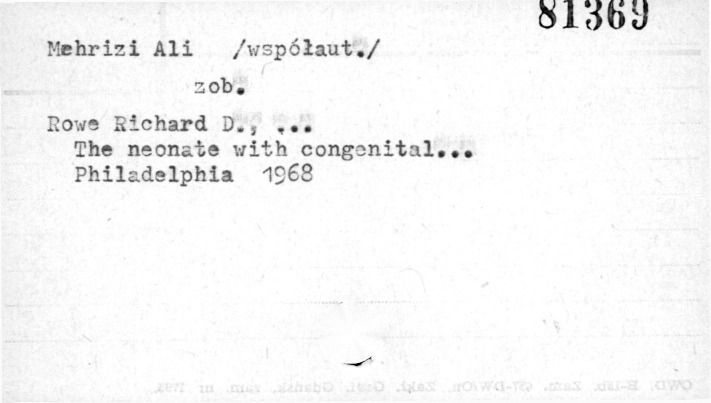 81369
Mehrizi Ali /współaut./
zob.
Rowe Richard D., ...
The neonate with congenital...
Philadelphia 1968